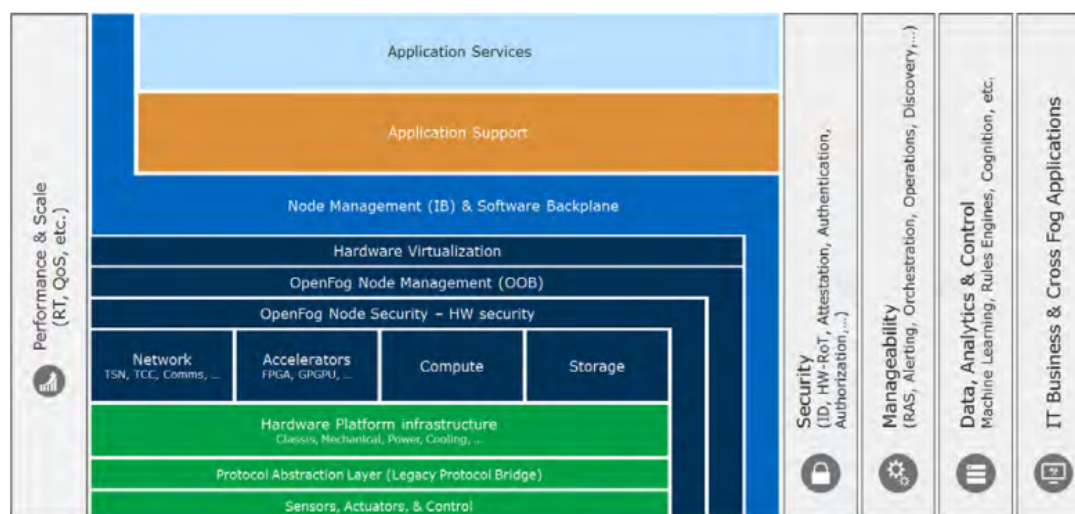 Performance & Scale
(RT, QoS, etc.)
Application Services
Application Support
Node Management (IB) & Software Backplane
Hardware Virtualization
OpenFog Node Management (OOB)
OpenFog Node Security – HW security
Network
TSN, TCC, Comms, ...
Accelerators
FPGA, GPGPU, ...
Compute
Storage
Hardware Platform infrastructure
Classis, Mechanical, Power, Cooling, ...
Protocol Abstraction Layer (Legacy Protocol Bridge)
Sensors, Actuators, & Control
Security
(ID, HW-RoT, Attestation, Authentication,
Authorization,...)
Manageability
(RAS, Alerting, Orchestration, Operations, Discovery,...)
Data, Analytics & Control
Machine Learning, Rules Engines, Cognition, etc.
IT Business & Cross Fog Applications